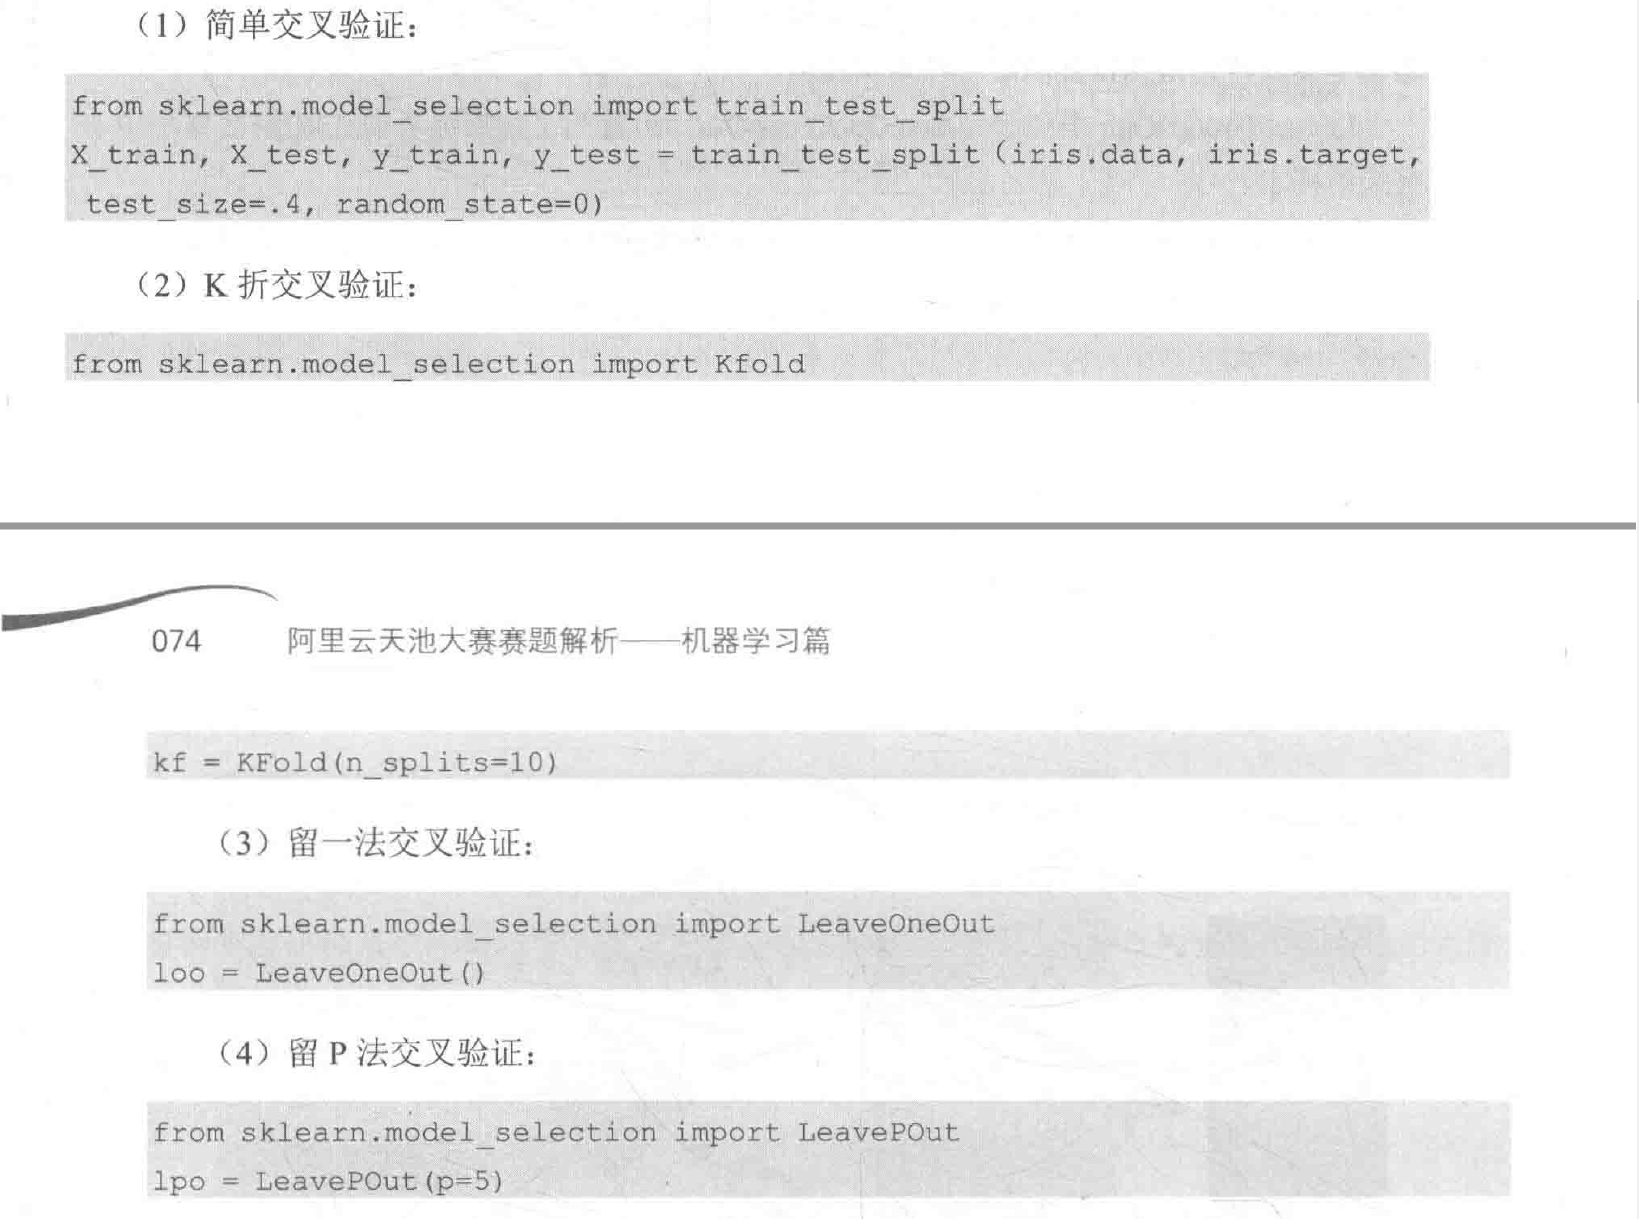 (1) 简单交叉验证:
from sklearn.model_selection import train_test_split
X_train, X_test, y_train, y_test = train_test_split(iris.data, iris.target,
test_size=.4, random_state=0)
(2) K 折交叉验证:
from sklearn.model_selection import Kfold
074 阿里云天池大赛赛题解析——机器学习篇
kf = KFold(n_splits=10)
(3) 留一法交叉验证:
from sklearn.model_selection import LeaveOneOut
loo = LeaveOneOut()
(4) 留 P 法交叉验证:
from sklearn.model_selection import LeavePOut
lpo = LeavePOut(p=5)